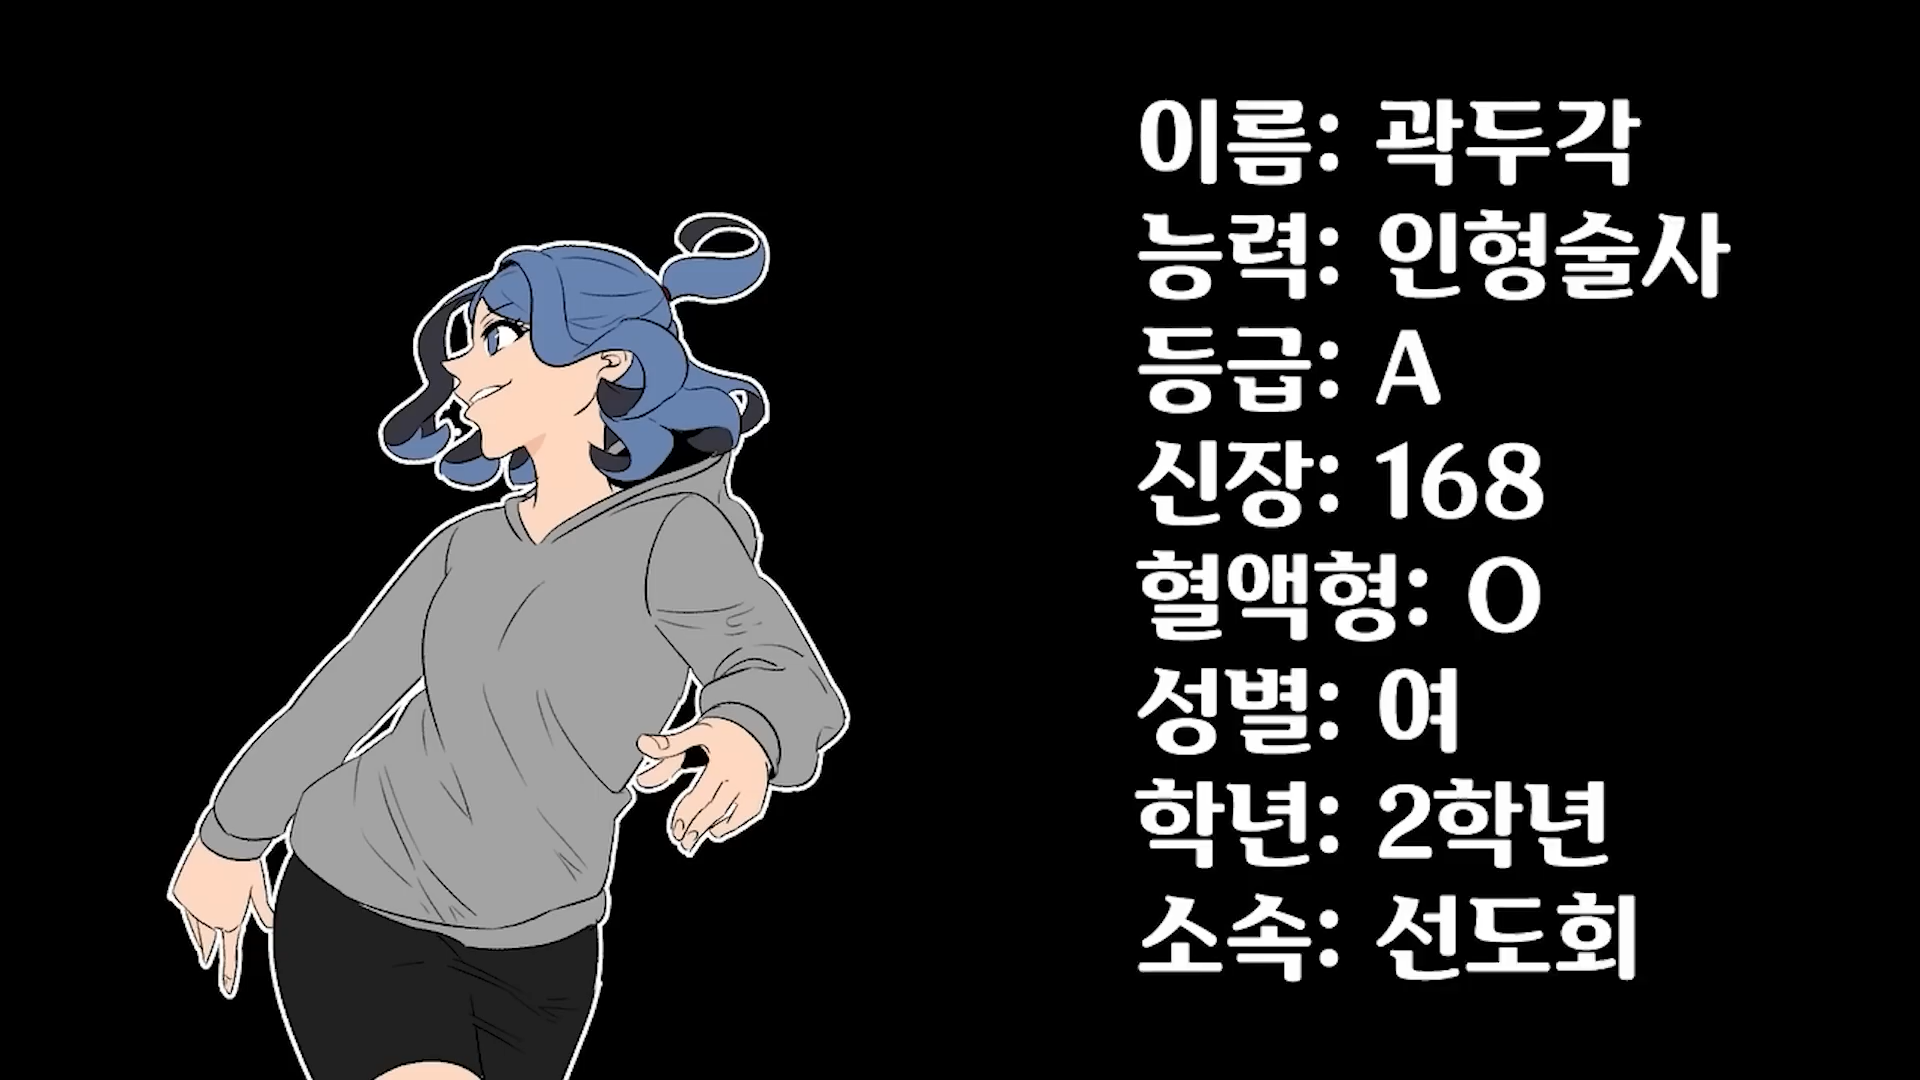 이름: 곽두각
능력: 인형술사
등급: A
신장: 168
혈액형: O
성별: 여
학년: 2학년
소속: 선도회